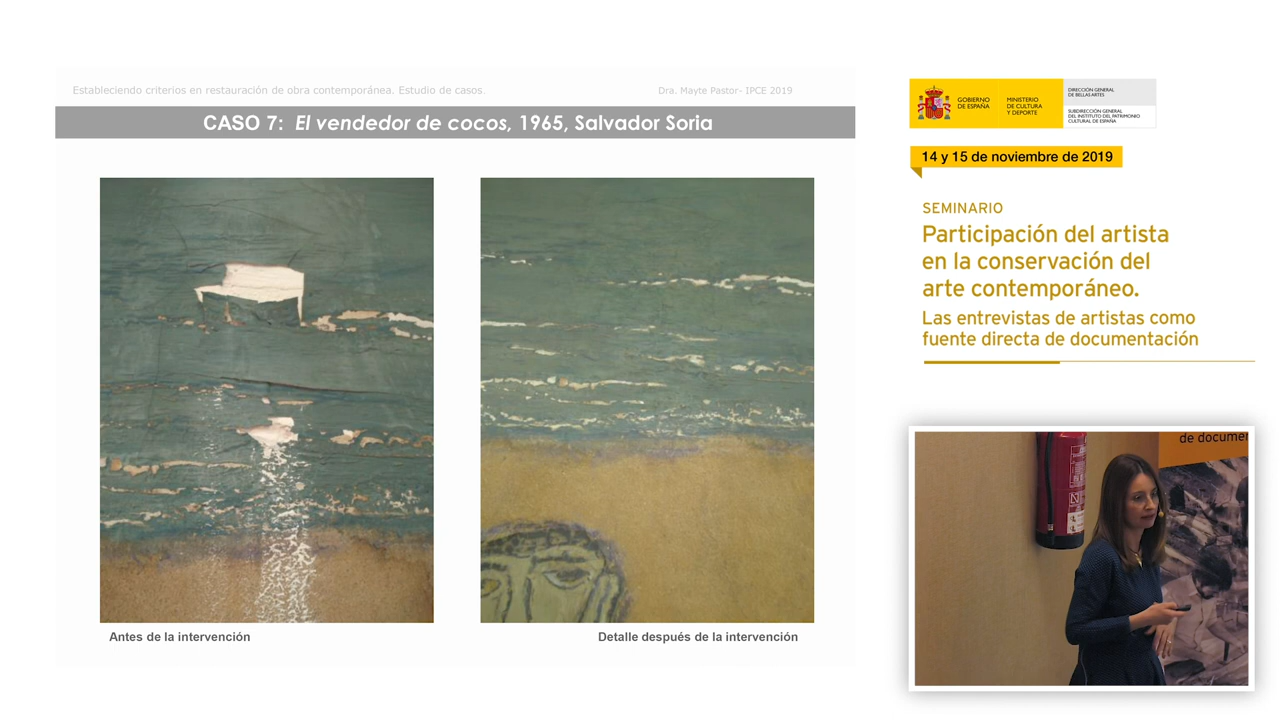 Estableciendo criterios en restauración de obra contemporánea. Estudio de casos.
Dra. Mayte Pastor- IPCE 2019
CASO 7: El vendedor de cocos, 1965, Salvador Soria
Antes de la intervención
Detalle después de la intervención
GOBIERNO
DE ESPAÑA
MINISTERIO
DE CULTURA
Y DEPORTE
DIRECCIÓN GENERAL
DE BELLAS ARTES
SUBDIRECCIÓN GENERAL
DEL INSTITUTO DEL PATRIMONIO
CULTURAL DE ESPAÑA
14 y 15 de noviembre de 2019
SEMINARIO
Participación del artista
en la conservación del
arte contemporáneo.
Las entrevistas de artistas como
fuente directa de documentación
de documen